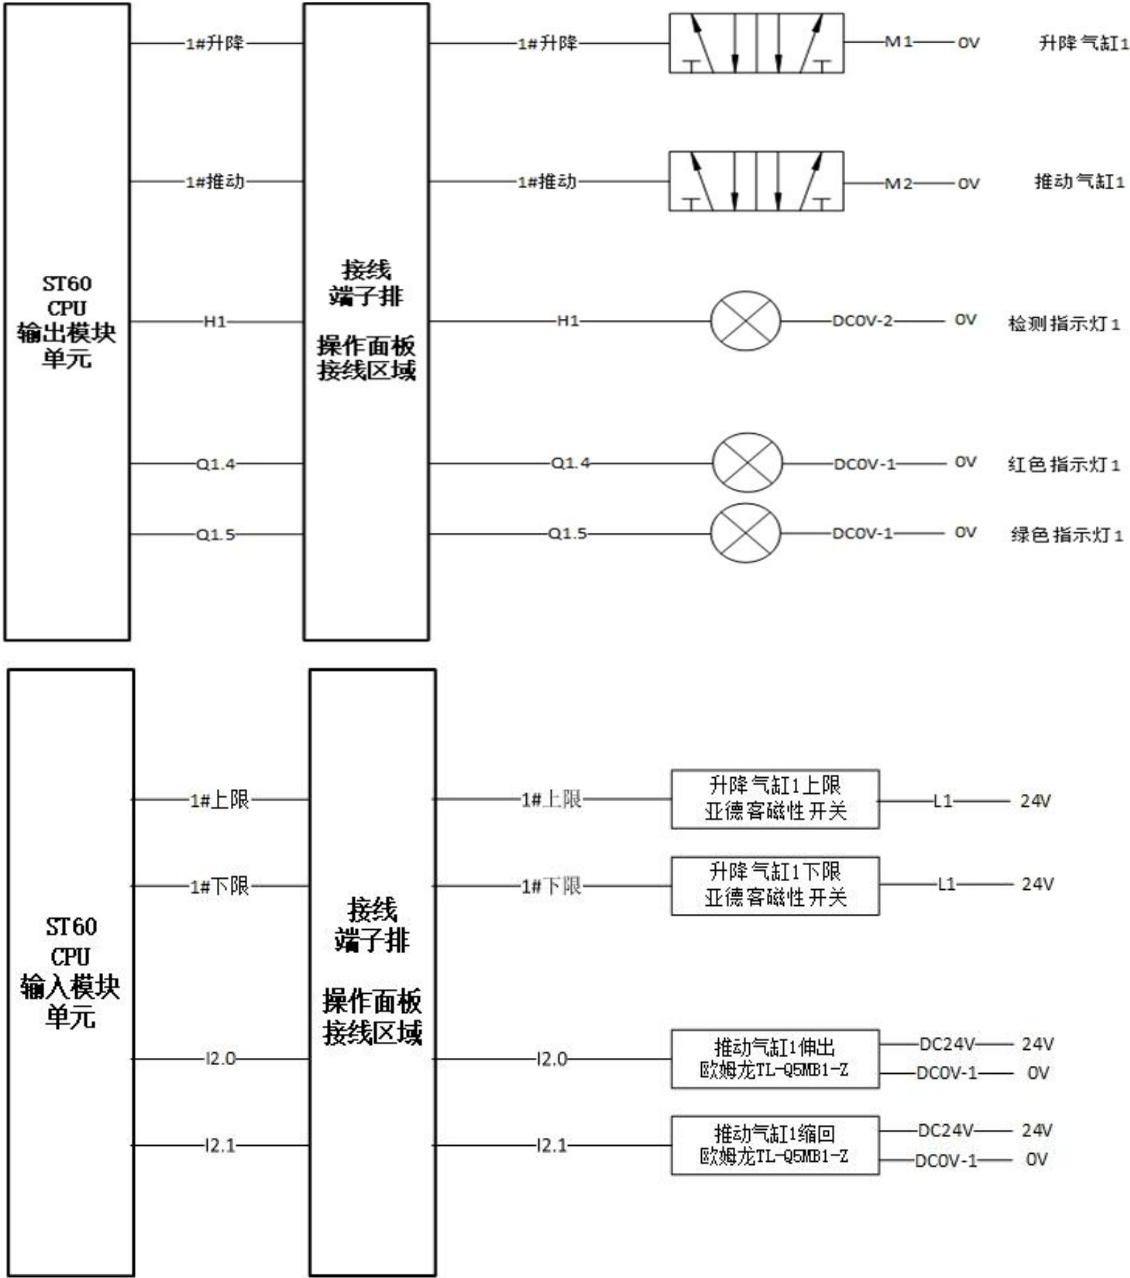 1#升降
1#升降
M1
0V
升降气缸1
1#推动
1#推动
M2
0V
推动气缸1
ST60
CPU
输出模块
单元
接线
端子排
操作面板
接线区域
H1
H1
DC0V-2
0V
检测指示灯1
Q1.4
Q1.4
DC0V-1
0V
红色指示灯1
Q1.5
Q1.5
DC0V-1
0V
绿色指示灯1
1#上限
1#上限
升降气缸1上限
亚德客磁性开关
L1
24V
1#下限
1#下限
升降气缸1下限
亚德客磁性开关
L1
24V
ST60
CPU
输入模块
单元
接线
端子排
操作面板
接线区域
I2.0
I2.0
推动气缸1伸出
欧姆龙TL-Q5MB1-Z
DC24V
24V
DC0V-1
0V
I2.1
I2.1
推动气缸1缩回
欧姆龙TL-Q5MB1-Z
DC24V
24V
DC0V-1
0V